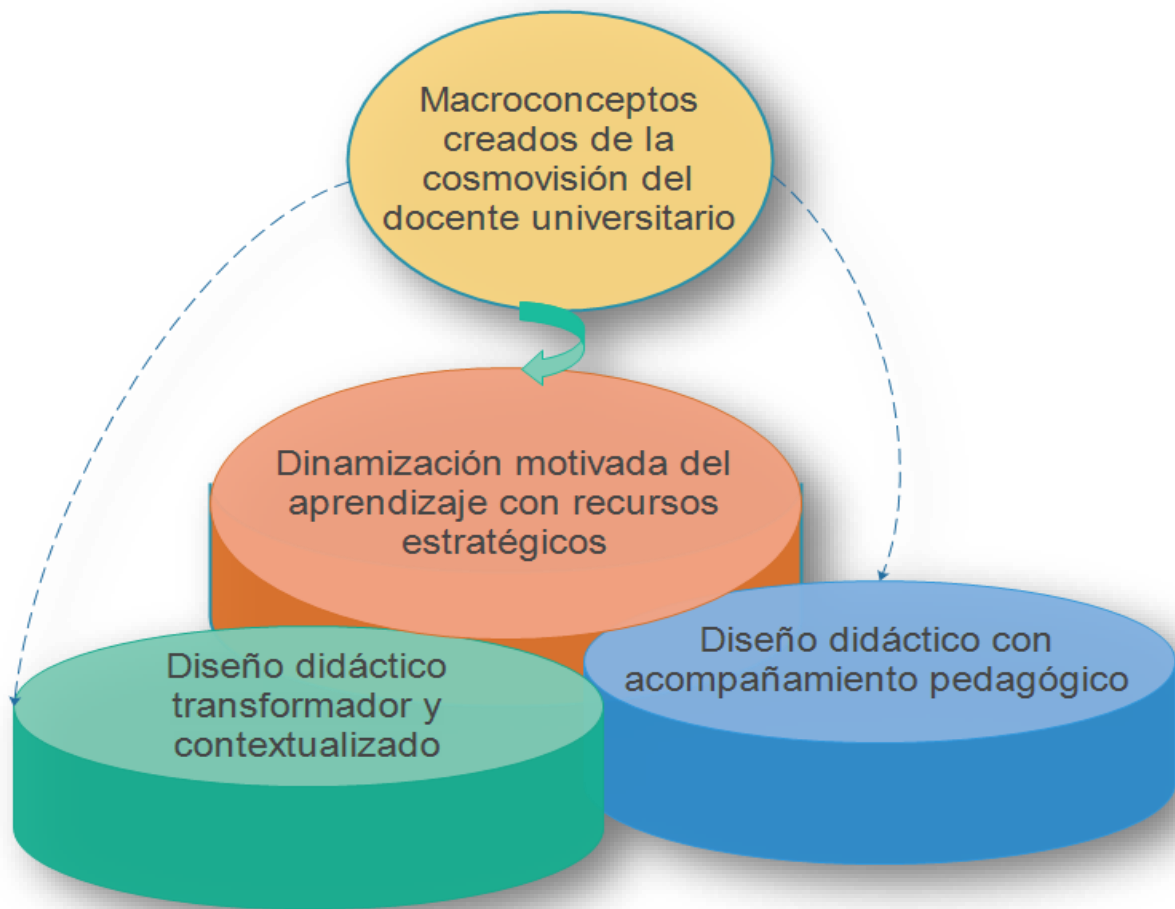 Macroconceptos
creados de la
cosmovisión del
docente universitario
Dinamización motivada del
aprendizaje con recursos
estratégicos
Diseño didáctico
transformador y
contextualizado
Diseño didáctico con
acompañamiento pedagógico